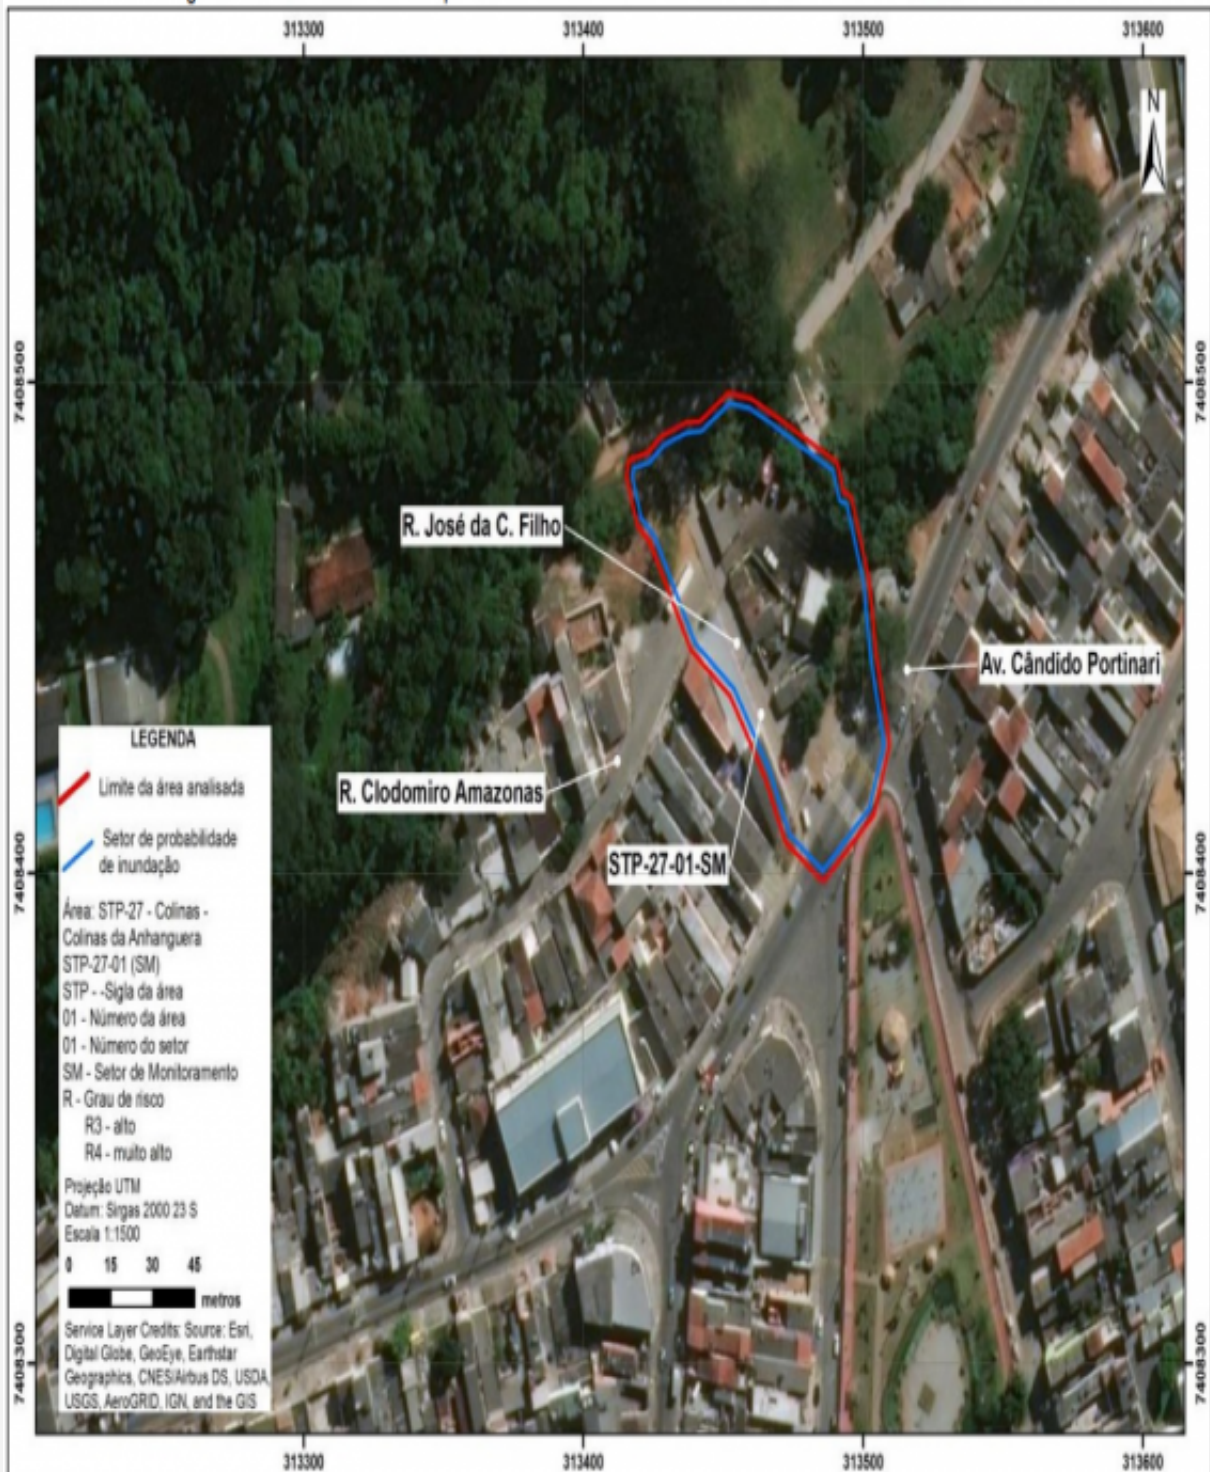 313300 313400 313500 313600
N
7408500 7408500
R. José da C. Filho
Av. Cândido Portinari
R. Clodomiro Amazonas
STP-27-01-SM
7408400 7408400
LEGENDA
Limite da área analisada
Setor de probabilidade
de inundação
Área: STP-27 - Colinas -
Colinas da Anhanguera
STP-27-01 (SM)
STP - -Sigla da área
01 - Número da área
01 - Número do setor
SM - Setor de Monitoramento
R - Grau de risco
R3 - alto
R4 - muito alto
Projeção UTM
Datum: Sirgas 2000 23 S
Escala 1:1500
0 15 30 45
metros
Service Layer Credits: Source: Esri,
Digital Globe, GeoEye, Earthstar
Geographics, CNES/Airbus DS, USDA,
USGS, AeroGRID, IGN, and the GIS
7408300 7408300
313300 313400 313500 313600